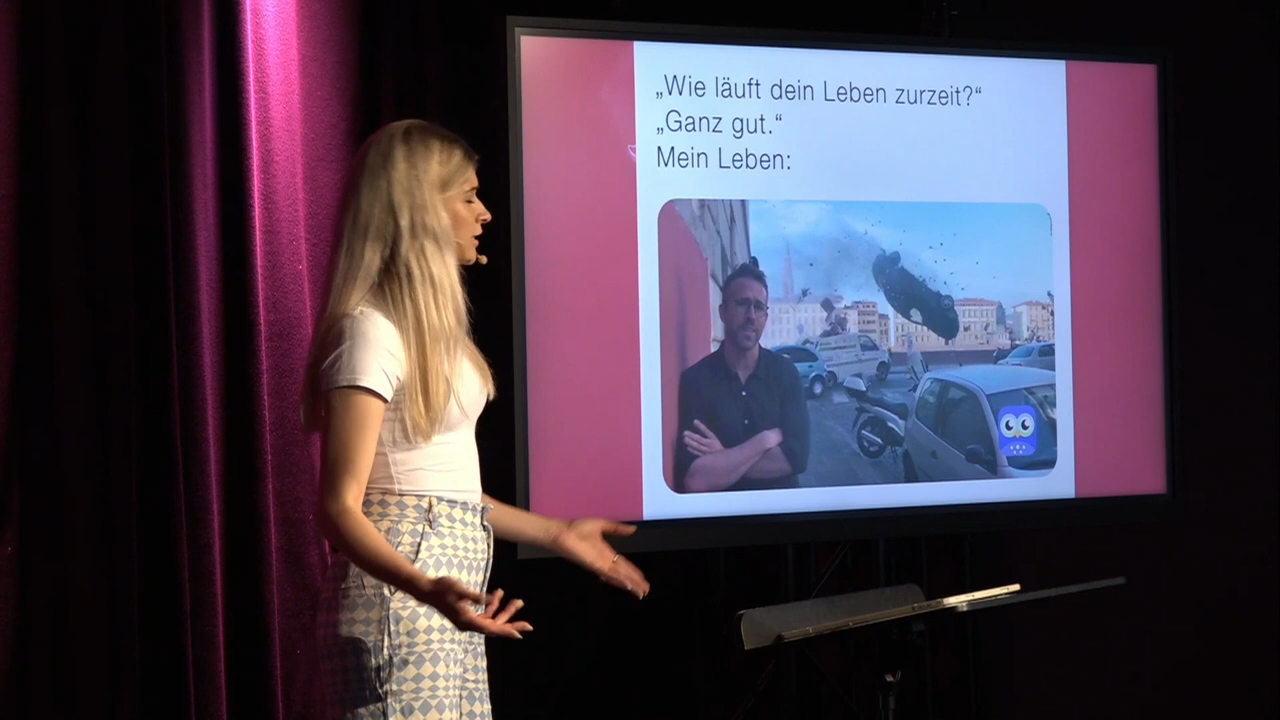 „Wie läuft dein Leben zurzeit?“
„Ganz gut.“
Mein Leben: